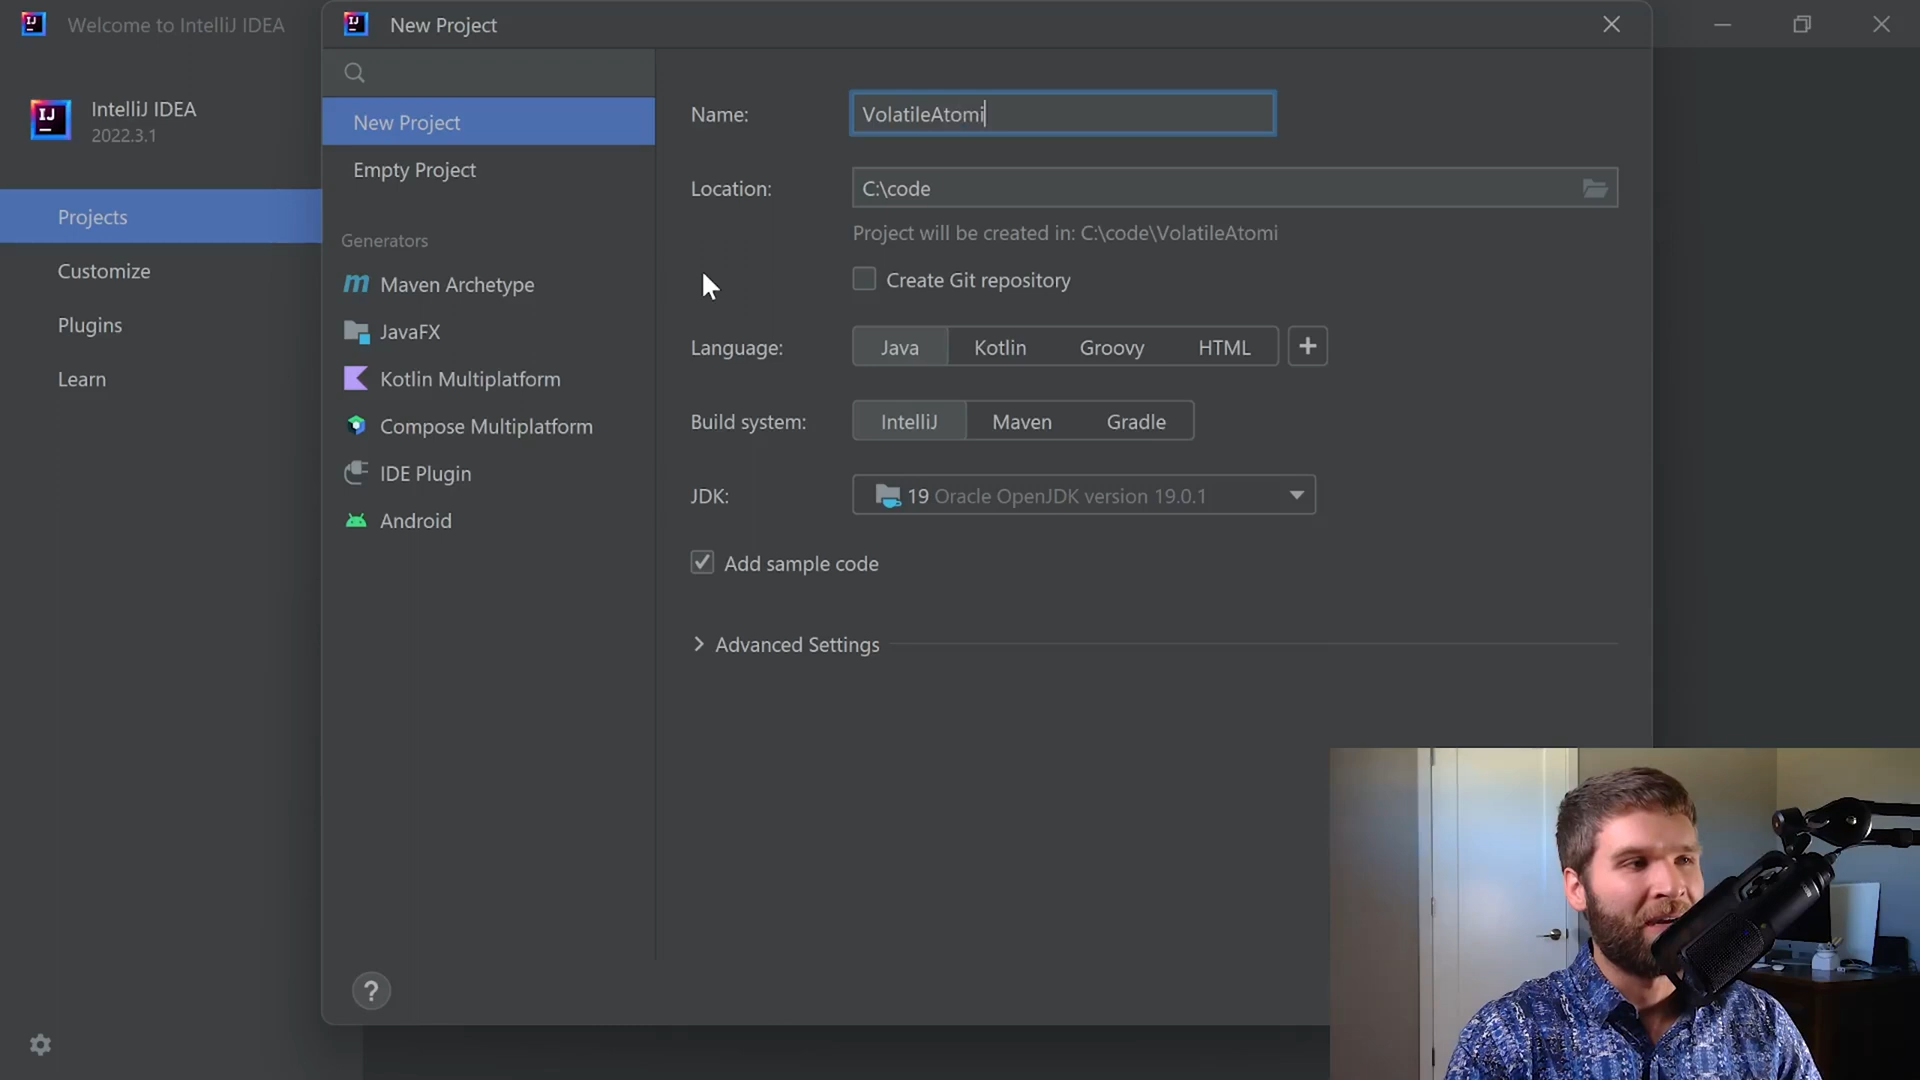 Welcome to IntelliJ IDEA
New Project
IntelliJ IDEA
2022.3.1
Projects
Customize
Plugins
Learn
New Project
Empty Project
Generators
Maven Archetype
JavaFX
Kotlin Multiplatform
Compose Multiplatform
IDE Plugin
Android
Name: VolatileAtomi
Location: C:\code
Project will be created in: C:\code\VolatileAtomi
Create Git repository
Language: Java Kotlin Groovy HTML +
Build system: IntelliJ Maven Gradle
JDK: 19 Oracle OpenJDK version 19.0.1
Add sample code
Advanced Settings
?